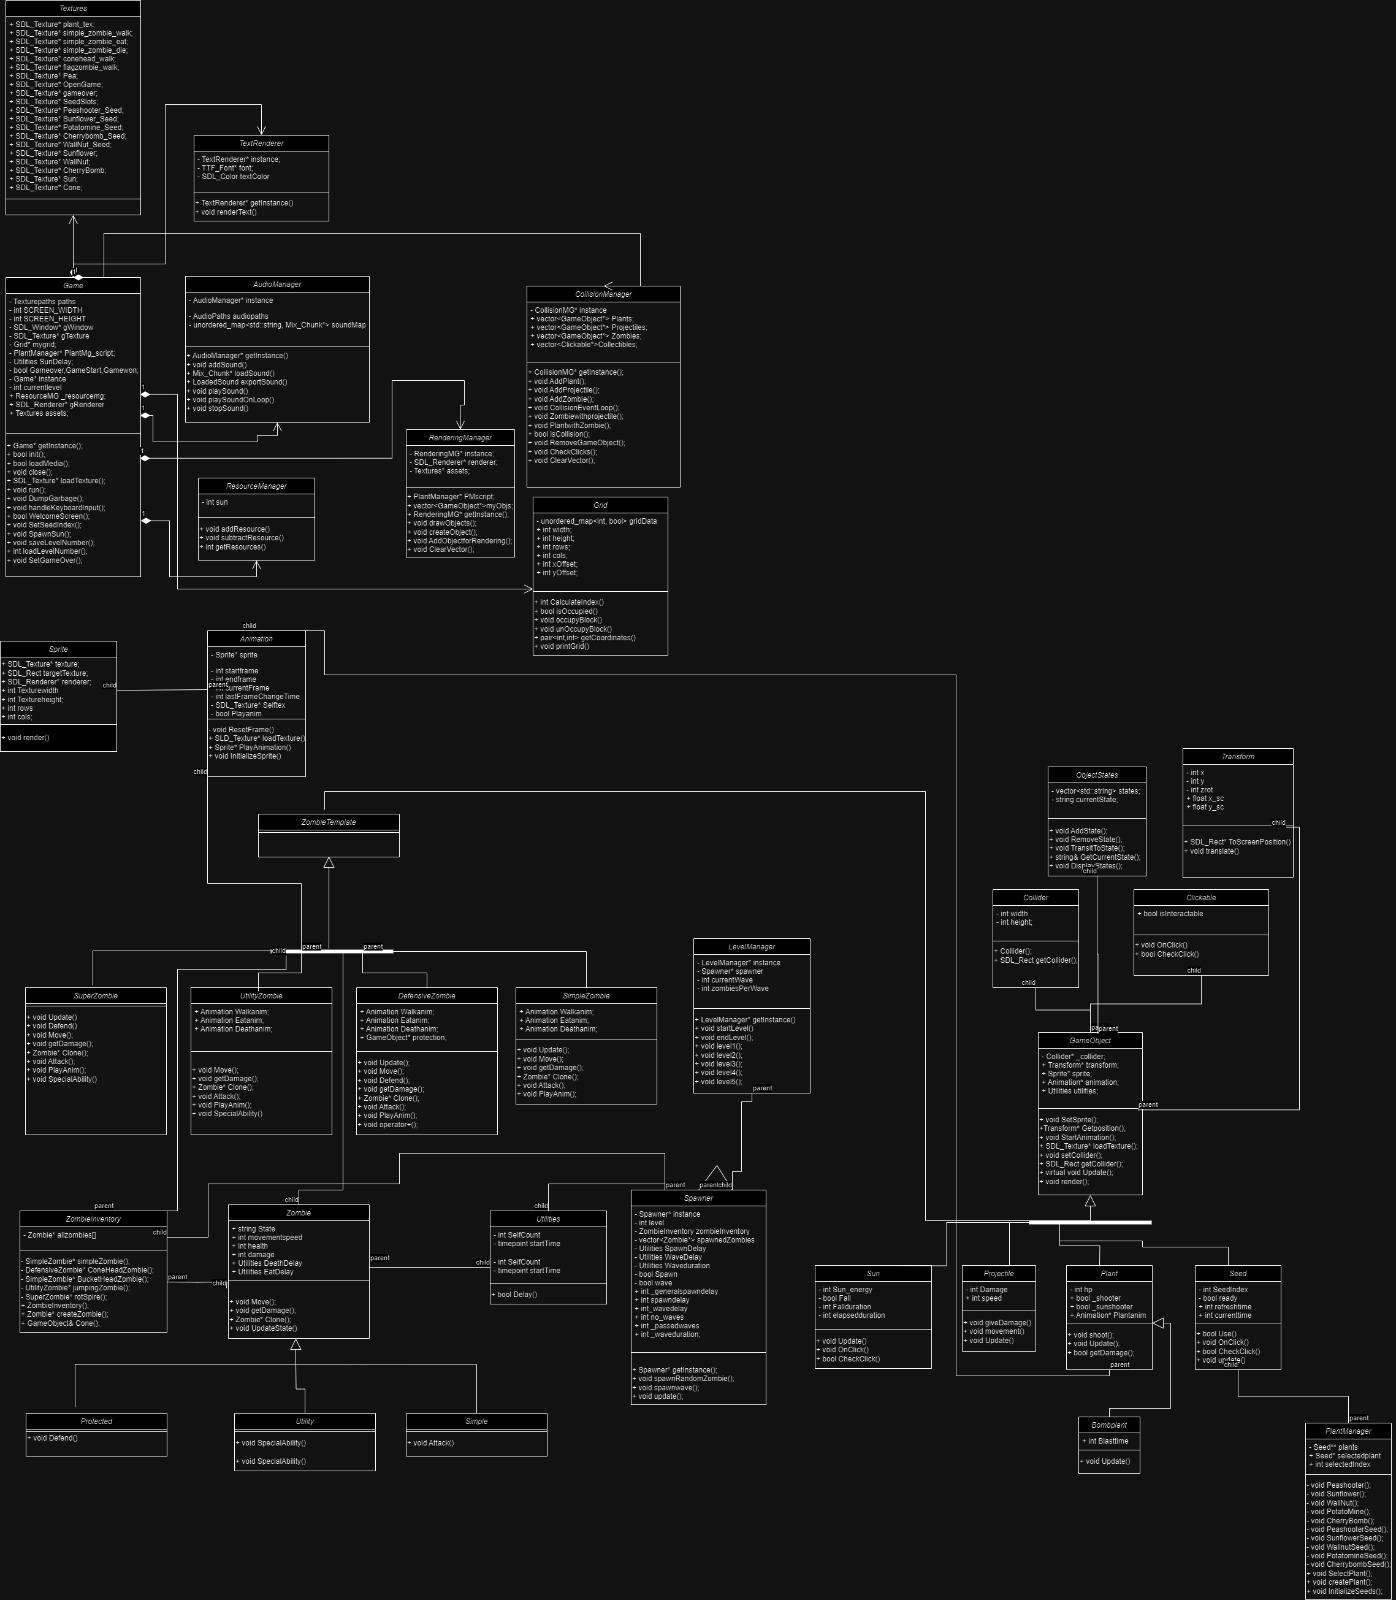 Textures
+ SDL_Texture* plant_tex;
+ SDL_Texture* simple_zombie_walk;
+ SDL_Texture* simple_zombie_eat;
+ SDL_Texture* simple_zombie_die;
+ SDL_Texture* conehead_walk;
+ SDL_Texture* flagzombie_walk;
+ SDL_Texture* Pea;
+ SDL_Texture* OpenGame;
+ SDL_Texture* gameover;
+ SDL_Texture* SeedSlots;
+ SDL_Texture* Peashooter_Seed;
+ SDL_Texture* Sunflower_Seed;
+ SDL_Texture* Potatomine_Seed;
+ SDL_Texture* Cherrybomb_Seed;
+ SDL_Texture* WallNut_Seed;
+ SDL_Texture* Sunflower;
+ SDL_Texture* WallNut;
+ SDL_Texture* CherryBomb;
+ SDL_Texture* Sun;
+ SDL_Texture* Cone;
TextRenderer
- TextRenderer* instance;
- TTF_Font* font;
- SDL_Color textColor
+ TextRenderer* getInstance()
+ void renderText()
Game
- Texturepaths paths
- int SCREEN_WIDTH
- int SCREEN_HEIGHT
- SDL_Window* gWindow
- SDL_Texture* gTexture
- Grid* mygrid;
- PlantManager* PlantMg_script;
- Utilities SunDelay;
- bool Gameover,GameStart,Gamewon;
- Game* instance
- int currentlevel
+ ResourceMG _resourcemg;
+ SDL_Renderer* gRenderer
+ Textures assets;
+ Game* getInstance();
+ bool init();
+ bool loadMedia();
+ void close();
+ SDL_Texture* loadTexture();
+ void run();
+ void DumpGarbage();
+ void handleKeyboardInput();
+ bool WelcomeScreen();
+ void SetSeedIndex();
+ void SpawnSun();
+ void saveLevelNumber();
+ int loadLevelNumber();
+ void SetGameOver();
1
1
1
1
AudioManager
- AudioManager* instance
- AudioPaths audiopaths
- unordered_map<std::string, Mix_Chunk*> soundMap
+ AudioManager* getInstance()
+ void addSound()
+ Mix_Chunk* loadSound()
+ LoadedSound exportSound()
+ void playSound()
+ void playSoundOnLoop()
+ void stopSound()
CollisionManager
- CollisionMG* instance
+ vector<GameObject*> Plants;
+ vector<GameObject*> Projectiles;
+ vector<GameObject*> Zombies;
+ vector<Clickable*>Collectibles;
+ CollisionMG* getInstance();
+ void AddPlant();
+ void AddProjectile();
+ void AddZombie();
+ void CollisionEventLoop();
+ void Zombiewithprojectile();
+ void PlantwithZombie();
+ bool isCollision();
+ void RemoveGameObject();
+ void CheckClicks();
+ void ClearVector();
RenderingManager
- RenderingMG* instance;
- SDL_Renderer* renderer;
- Textures* assets;
+ PlantManager* PMscript;
+ vector<GameObject*>myObjs;
+ RenderingMG* getInstance();
+ void drawObjects();
+ void createObject();
+ void AddObjectforRendering();
+ void ClearVector();
ResourceManager
- int sun
+ void addResource()
+ void subtractResource()
+ int getResources()
Grid
- unordered_map<int, bool> gridData
+ int width;
+ int height;
+ int rows;
+ int cols;
+ int xOffset;
+ int yOffset;
+ int CalculateIndex()
+ bool isOccupied()
+ void occupyBlock()
+ void unOccupyBlock()
+ pair<int,int> getCoordinates()
+ void printGrid()
Sprite
+ SDL_Texture* texture;
+ SDL_Rect targetTexture;
+ SDL_Renderer* renderer;
+ int Texturewidth
+ int Textureheight;
+ int rows
+ int cols;
+ void render()
child
parent
child
Animation
- Sprite* sprite
- int startframe
- int endframe
- int currentFrame
- int lastFrameChangeTime
- SDL_Texture* Selftex
- bool Playanim
- void ResetFrame()
+ SLD_Texture* loadTexture()
+ Sprite* PlayAnimation()
+ void InitializeSprite()
child
ZombieTemplate
child
parent
parent
SuperZombie
+ void Update()
+ void Defend()
+ void Move();
+ void getDamage();
+ Zombie* Clone();
+ void Attack();
+ void PlayAnim();
+ void SpecialAbility()
UtilityZombie
+ Animation Walkanim;
+ Animation Eatanim;
+ Animation Deathanim;
+ void Move();
+ void getDamage();
+ Zombie* Clone();
+ void Attack();
+ void PlayAnim();
+ void SpecialAbility()
DefensiveZombie
+ Animation Walkanim;
+ Animation Eatanim;
+ Animation Deathanim;
+ GameObject* protection;
+ void Update();
+ void Move();
+ void Defend();
+ void getDamage();
+ Zombie* Clone();
+ void Attack();
+ void PlayAnim();
+ void operator+();
SimpleZombie
+ Animation Walkanim;
+ Animation Eatanim;
+ Animation Deathanim;
+ void Update();
+ void Move();
+ void getDamage();
+ Zombie* Clone();
+ void Attack();
+ void PlayAnim();
LevelManager
- LevelManager* instance
- Spawner* spawner
- int currentWave
- int zombiesPerWave
+ LevelManager* getInstance()
+ void startLevel()
+ void endLevel();
+ void level1();
+ void level2();
+ void level3();
+ void level4();
+ void level5();
parent
ObjectStates
- vector<std::string> states;
- string currentState;
+ void AddState();
+ void RemoveState();
+ void TransitToState();
+ string& GetCurrentState();
+ void DisplayStates();
child
Transform
- int x
- int y
- int zrot
+ float x_sc
+ float y_sc
child
+ SDL_Rect* ToScreenPosition()
+ void translate()
Collider
- int width
- int height;
+ Collider();
+ SDL_Rect getCollider();
child
Clickable
+ bool isInteractable
+ void OnClick()
+ bool CheckClick()
child
parent
GameObject
- Collider* _collider;
+ Transform* transform;
+ Sprite* sprite;
+ Animation* animation;
+ Utilities utilities;
parent
+ void SetSprite();
+Transform* Getposition();
+ void StartAnimation();
+ SDL_Texture* loadTexture();
+ void setCollider();
+ SDL_Rect getCollider();
+ virtual void Update();
+ void render();
parent
ZombieInventory
- Zombie* allzombies[]
child
- SimpleZombie* simpleZombie();
- DefensiveZombie* ConeHeadZombie();
- SimpleZombie* BucketHeadZombie();
- UtilityZombie* jumpingZombie();
- SuperZombie* rotSpire();
+ ZombieInventory();
+ Zombie* createZombie();
+ GameObject& Cone();
parent
child
child
Zombie
+ string State
+ int movementspeed
+ int health
+ int damage
+ Utilities DeathDelay
+ Utilities EatDelay
+ void Move();
+ void getDamage();
+ Zombie* Clone();
+ void UpdateState()
parent
child
child
Utilities
- int SelfCount
- timepoint startTime
- int SelfCount
- timepoint startTime
+ bool Delay()
parent
parent
child
Spawner
- Spawner* instance
- int level
- ZombieInventory zombieInventory
- vector<Zombie*> spawnedZombies
- Utilities SpawnDelay
- Utilities WaveDelay
- Utilities Waveduration
- bool Spawn
- bool wave
- int _generalspawndelay;
- int spawndelay
- int _wavedelay
- int no_waves
- int _passedwaves
- int _waveduration;
+ Spawner* getInstance();
+ void spawnRandomZombie();
+ void spawnwave();
+ void update();
Sun
- int Sun_energy
- bool Fall
- int Fallduration
- int elapsedduration
+ void Update()
+ void OnClick()
+ bool CheckClick()
Projectile
- int Damage
+ int speed
+ void giveDamage()
+ void movement()
+ void Update()
Plant
+ int hp
+ bool _shooter
+ bool _sunshooter
+ Animation* Plantanim
+ void shoot();
+ void Update();
+ bool getDamage();
parent
Seed
- int SeedIndex
- bool ready
+ int refreshtime
+ int currenttime
+ bool Use()
+ void OnClick()
+ bool CheckClick()
+ void update()
child
Protected
+ void Defend()
Utility
+ void SpecialAbility()
+ void SpecialAbility()
Simple
+ void Attack()
Bombplant
+ int Blasttime
+ void Update()
parent
PlantManager
- Seed** plants
+ Seed* selectedplant
+ int selectedIndex
- void Peashooter();
- void Sunflower();
- void WallNut();
- void PotatoMine();
- void CherryBomb();
- void PeashooterSeed();
- void SunflowerSeed();
- void WallnutSeed();
- void PotatomineSeed();
- void CherrybombSeed();
+ void SelectPlant();
+ void createPlant();
+ void InitializeSeeds();